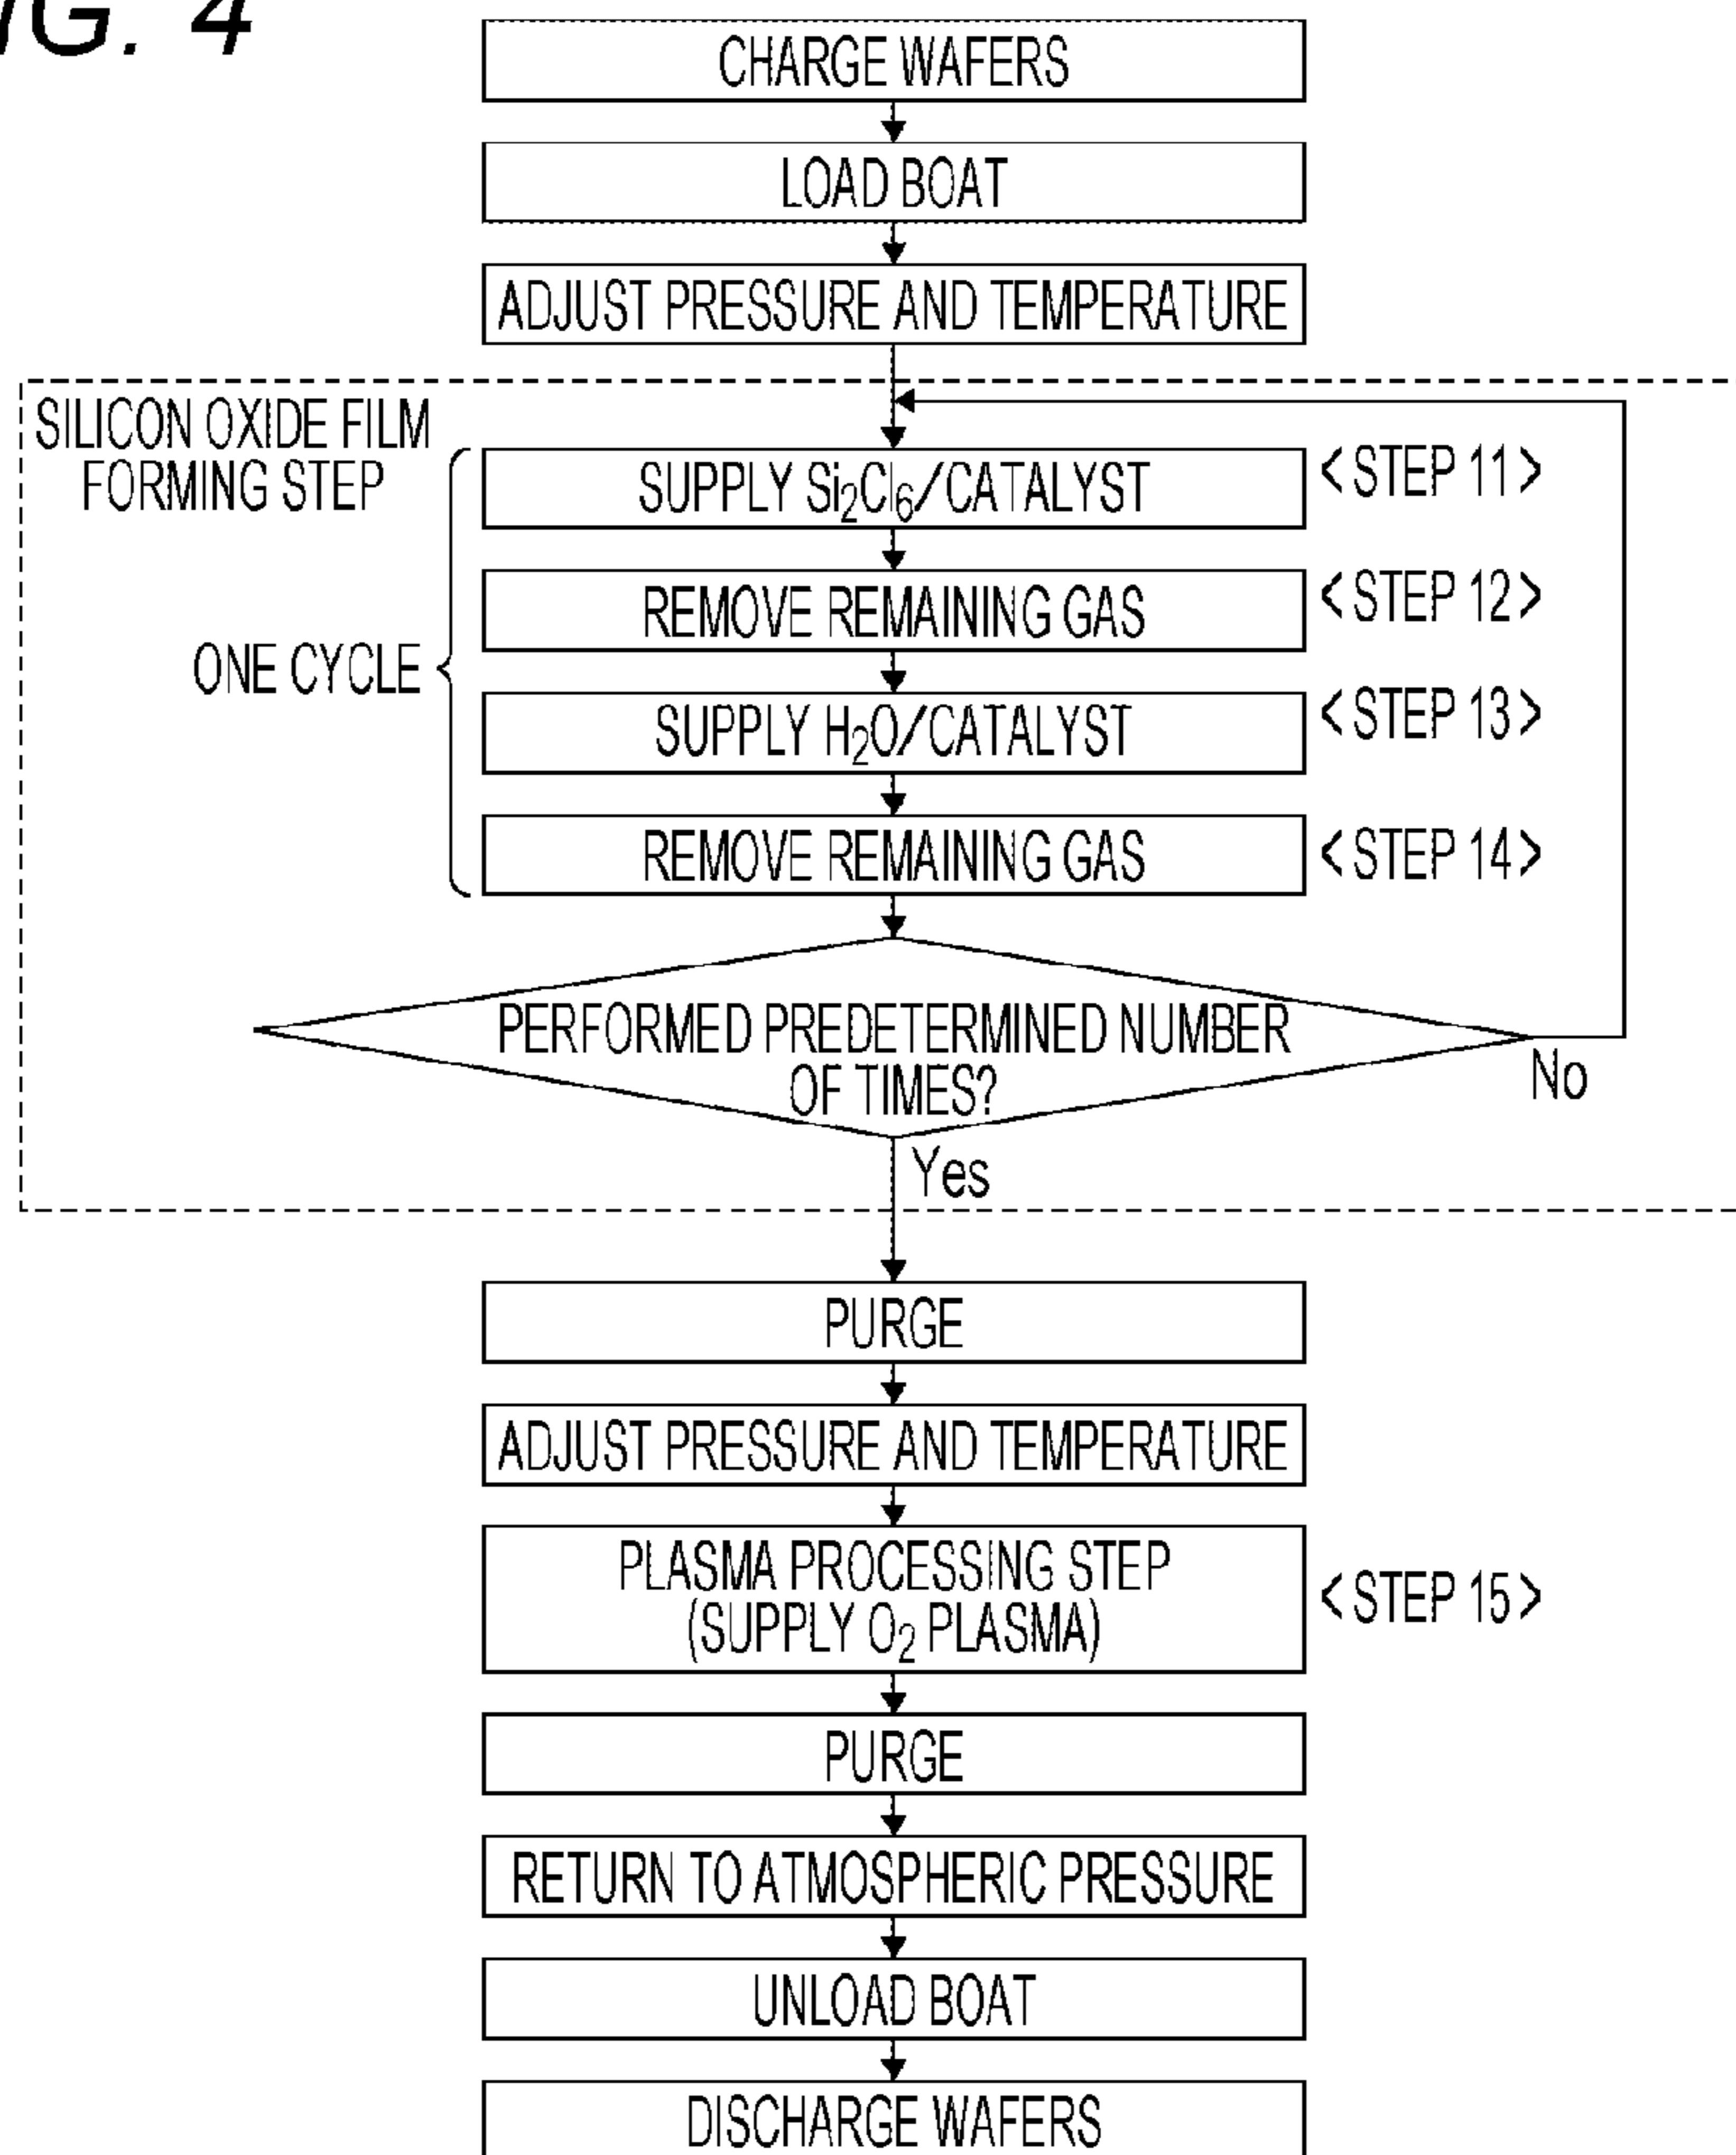 IG. 4
CHARGE WAFERS
LOAD BOAT
ADJUST PRESSURE AND TEMPERATURE
SILICON OXIDE FILM
FORMING STEP
SUPPLY Si₂Cl₆/CATALYST
<STEP 11>
REMOVE REMAINING GAS
<STEP 12>
ONE CYCLE
SUPPLY H₂O/CATALYST
<STEP 13>
REMOVE REMAINING GAS
<STEP 14>
PERFORMED PREDETERMINED NUMBER
OF TIMES?
No
Yes
PURGE
ADJUST PRESSURE AND TEMPERATURE
PLASMA PROCESSING STEP
(SUPPLY O₂ PLASMA)
<STEP 15>
PURGE
RETURN TO ATMOSPHERIC PRESSURE
UNLOAD BOAT
DISCHARGE WAFERS